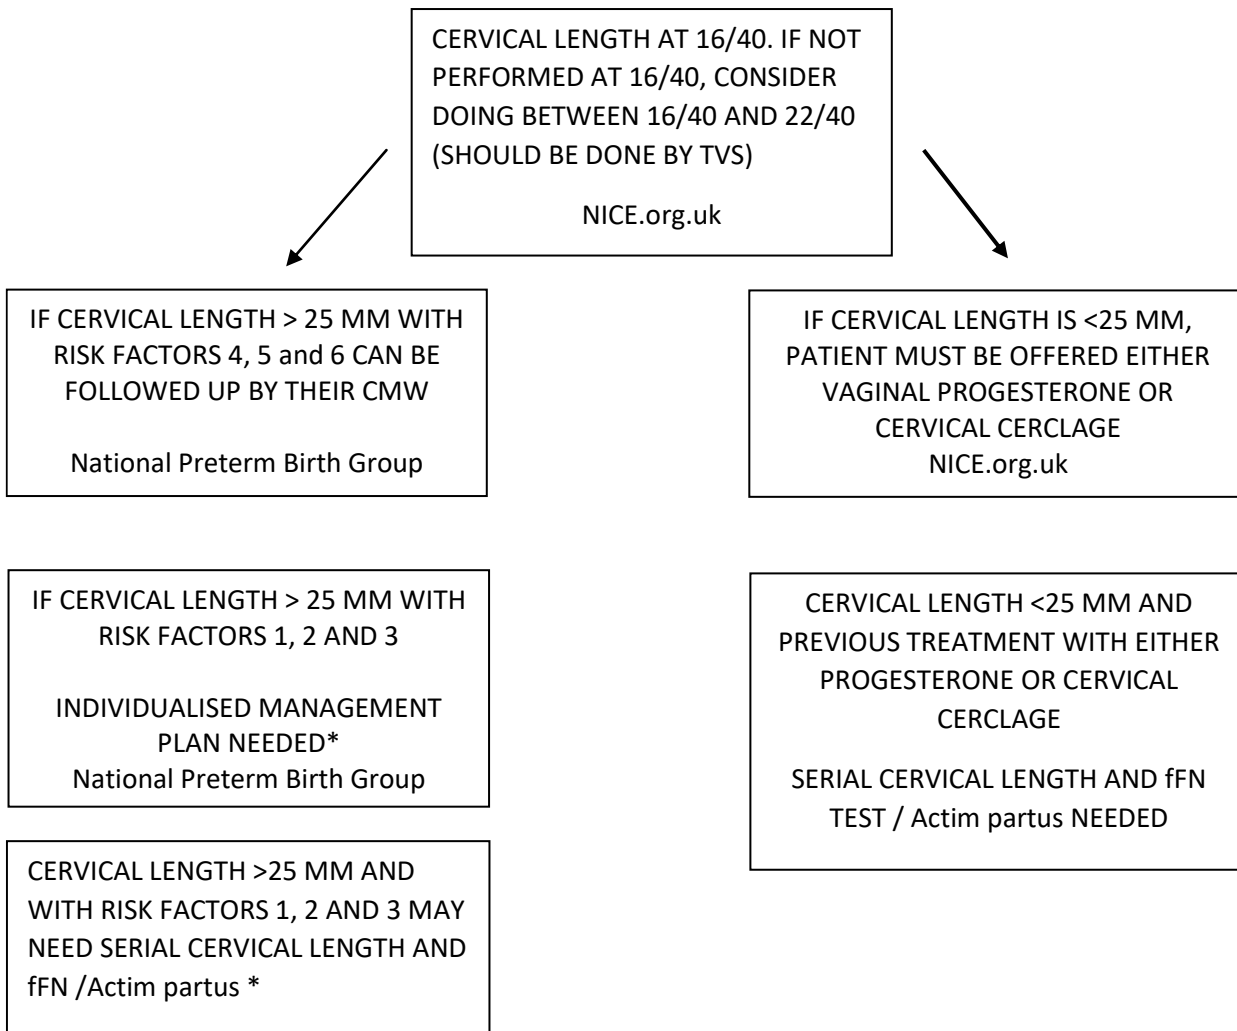 CERVICAL LENGTH AT 16/40. IF NOT
PERFORMED AT 16/40, CONSIDER
DOING BETWEEN 16/40 AND 22/40
(SHOULD BE DONE BY TVS)
NICE.org.uk
IF CERVICAL LENGTH > 25 MM WITH
RISK FACTORS 4, 5 and 6 CAN BE
FOLLOWED UP BY THEIR CMW
National Preterm Birth Group
IF CERVICAL LENGTH IS <25 MM,
PATIENT MUST BE OFFERED EITHER
VAGINAL PROGESTERONE OR
CERVICAL CERCLAGE
NICE.org.uk
IF CERVICAL LENGTH > 25 MM WITH
RISK FACTORS 1, 2 AND 3
INDIVIDUALISED MANAGEMENT
PLAN NEEDED*
National Preterm Birth Group
CERVICAL LENGTH <25 MM AND
PREVIOUS TREATMENT WITH EITHER
PROGESTERONE OR CERVICAL
CERCLAGE
SERIAL CERVICAL LENGTH AND fFN
TEST / Actim partus NEEDED
CERVICAL LENGTH >25 MM AND
WITH RISK FACTORS 1, 2 AND 3 MAY
NEED SERIAL CERVICAL LENGTH AND
fFN /Actim partus *